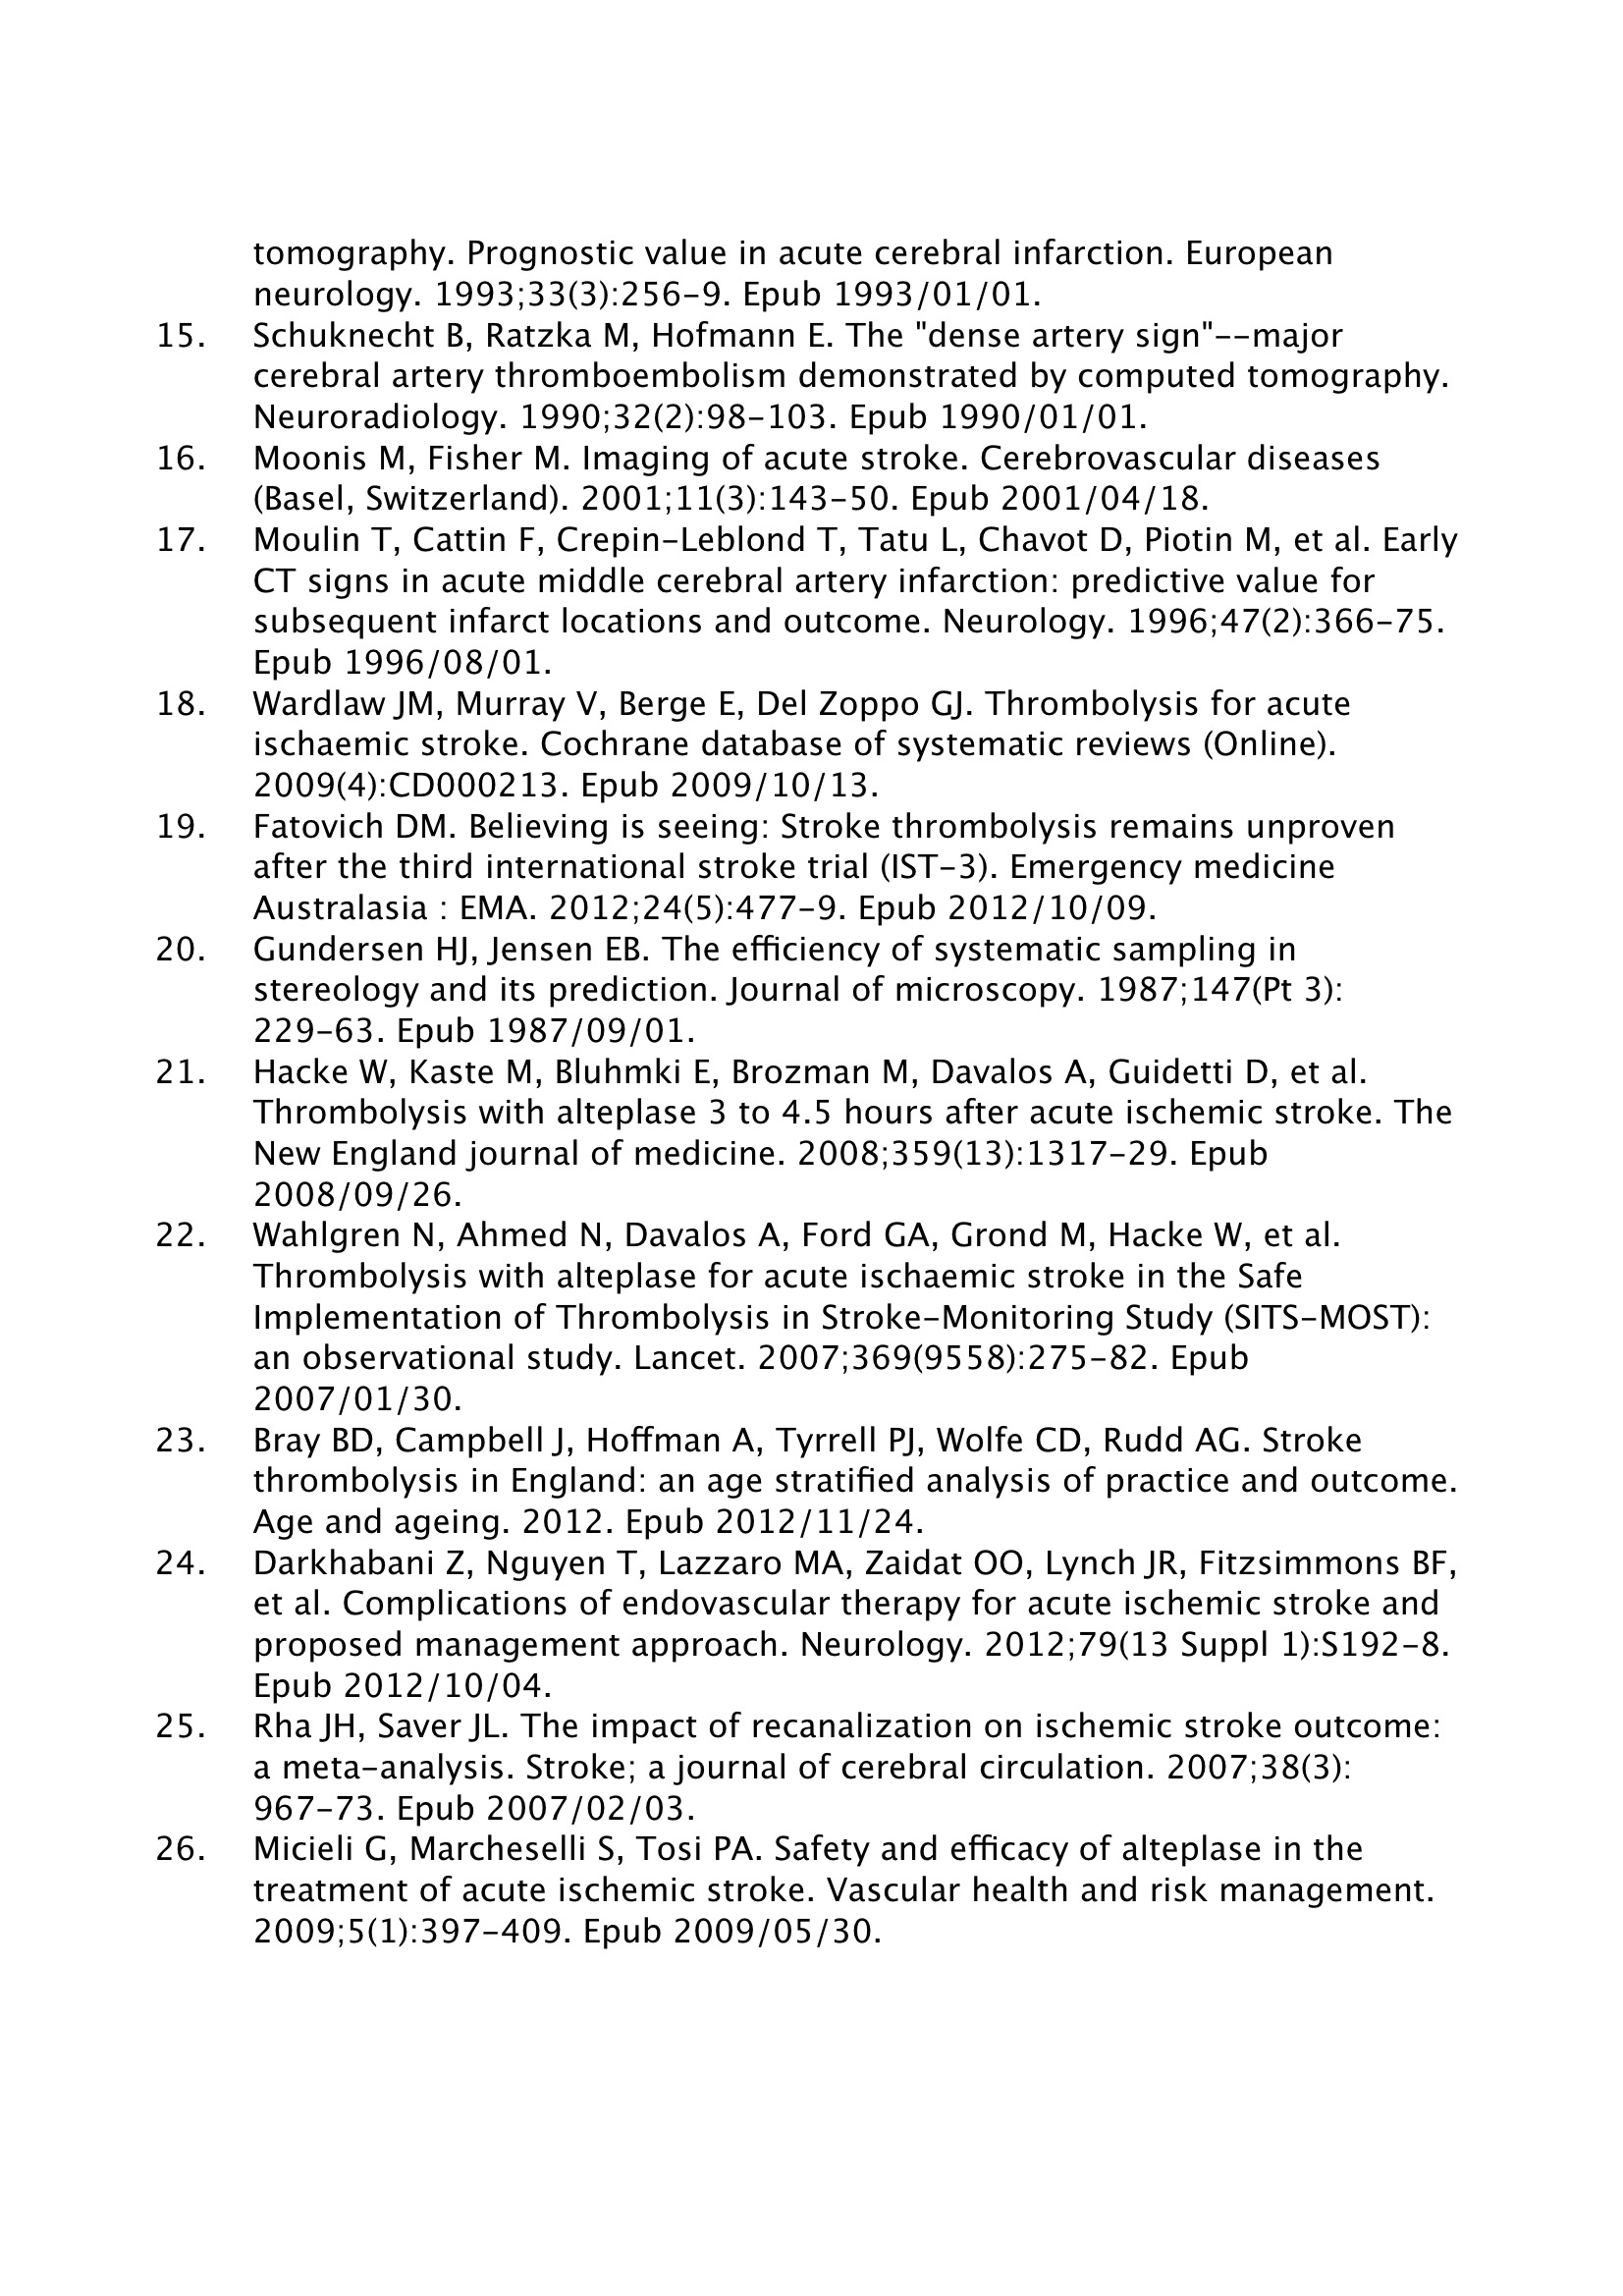 tomography. Prognostic value in acute cerebral infarction. European
neurology. 1993;33(3):256-9. Epub 1993/01/01.
15. Schuknecht B, Ratzka M, Hofmann E. The "dense artery sign"--major
cerebral artery thromboembolism demonstrated by computed tomography.
Neuroradiology. 1990;32(2):98-103. Epub 1990/01/01.
16. Moonis M, Fisher M. Imaging of acute stroke. Cerebrovascular diseases
(Basel, Switzerland). 2001;11(3):143-50. Epub 2001/04/18.
17. Moulin T, Cattin F, Crepin-Leblond T, Tatu L, Chavot D, Piotin M, et al. Early
CT signs in acute middle cerebral artery infarction: predictive value for
subsequent infarct locations and outcome. Neurology. 1996;47(2):366-75.
Epub 1996/08/01.
18. Wardlaw JM, Murray V, Berge E, Del Zoppo GJ. Thrombolysis for acute
ischaemic stroke. Cochrane database of systematic reviews (Online).
2009(4):CD000213. Epub 2009/10/13.
19. Fatovich DM. Believing is seeing: Stroke thrombolysis remains unproven
after the third international stroke trial (IST-3). Emergency medicine
Australasia : EMA. 2012;24(5):477-9. Epub 2012/10/09.
20. Gundersen HJ, Jensen EB. The efficiency of systematic sampling in
stereology and its prediction. Journal of microscopy. 1987;147(Pt 3):
229-63. Epub 1987/09/01.
21. Hacke W, Kaste M, Bluhmki E, Brozman M, Davalos A, Guidetti D, et al.
Thrombolysis with alteplase 3 to 4.5 hours after acute ischemic stroke. The
New England journal of medicine. 2008;359(13):1317-29. Epub
2008/09/26.
22. Wahlgren N, Ahmed N, Davalos A, Ford GA, Grond M, Hacke W, et al.
Thrombolysis with alteplase for acute ischaemic stroke in the Safe
Implementation of Thrombolysis in Stroke-Monitoring Study (SITS-MOST):
an observational study. Lancet. 2007;369(9558):275-82. Epub
2007/01/30.
23. Bray BD, Campbell J, Hoffman A, Tyrrell PJ, Wolfe CD, Rudd AG. Stroke
thrombolysis in England: an age stratified analysis of practice and outcome.
Age and ageing. 2012. Epub 2012/11/24.
24. Darkhabani Z, Nguyen T, Lazzaro MA, Zaidat OO, Lynch JR, Fitzsimmons BF,
et al. Complications of endovascular therapy for acute ischemic stroke and
proposed management approach. Neurology. 2012;79(13 Suppl 1):S192-8.
Epub 2012/10/04.
25. Rha JH, Saver JL. The impact of recanalization on ischemic stroke outcome:
a meta-analysis. Stroke; a journal of cerebral circulation. 2007;38(3):
967-73. Epub 2007/02/03.
26. Micieli G, Marcheselli S, Tosi PA. Safety and efficacy of alteplase in the
treatment of acute ischemic stroke. Vascular health and risk management.
2009;5(1):397-409. Epub 2009/05/30.